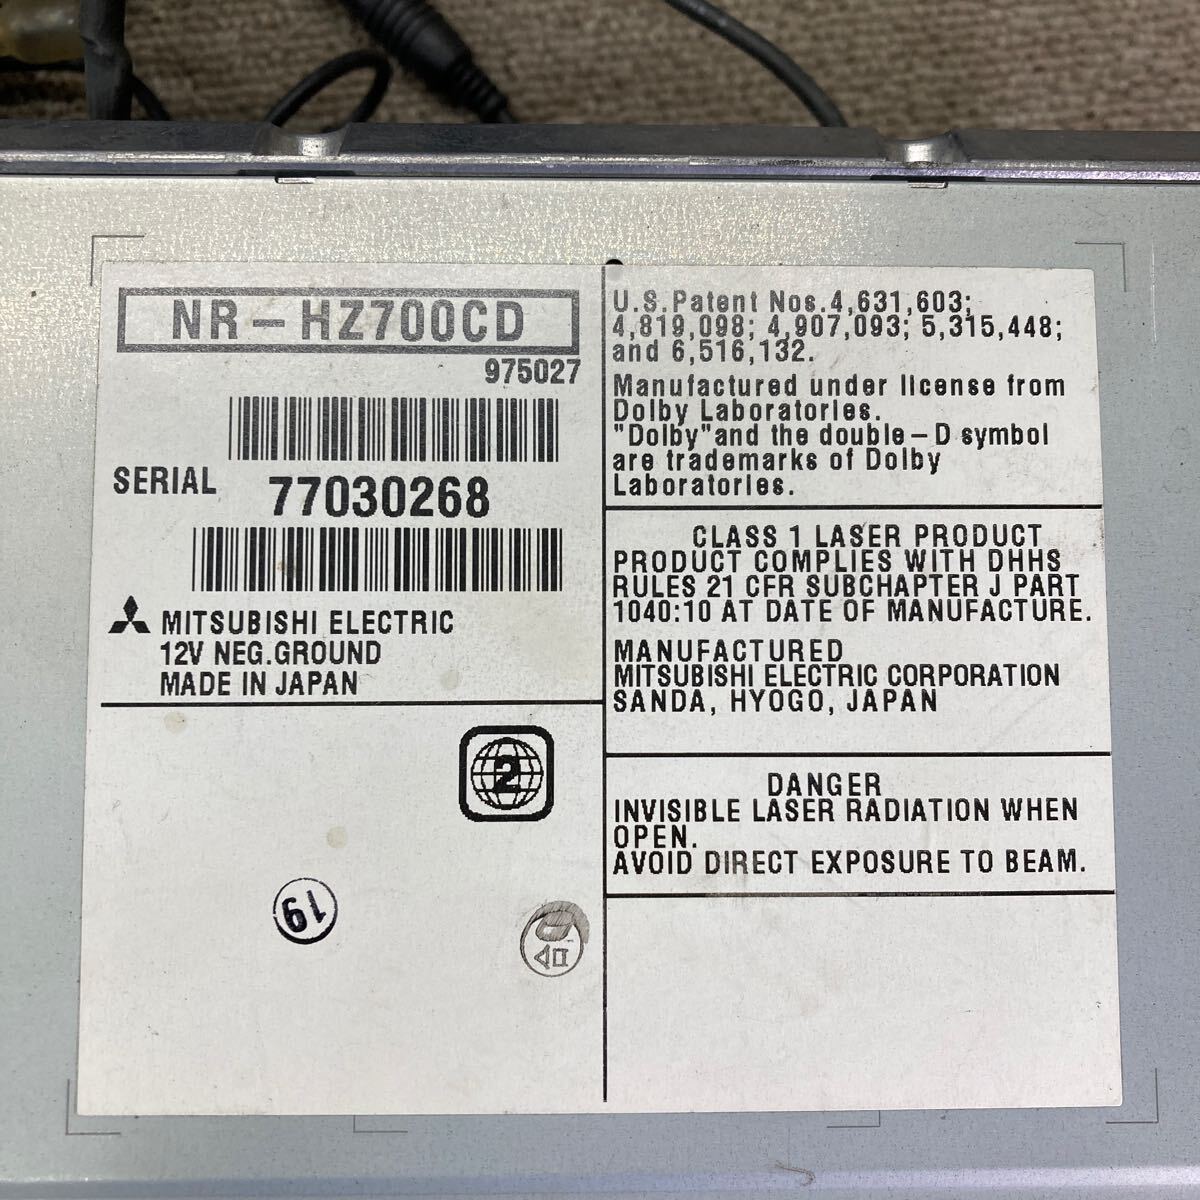 NR-HZ700CD
975027
SERIAL 77030268
MITSUBISHI ELECTRIC
12V NEG.GROUND
MADE IN JAPAN
2
19
U.S.Patent Nos.4,631,603;
4,819,098; 4,907,093; 5,315,448;
and 6,516,132.
Manufactured under license from
Dolby Laboratories.
"Dolby"and the double-D symbol
are trademarks of Dolby
Laboratories.
CLASS 1 LASER PRODUCT
PRODUCT COMPLIES WITH DHHS
RULES 21 CFR SUBCHAPTER J PART
1040:10 AT DATE OF MANUFACTURE.
MANUFACTURED
MITSUBISHI ELECTRIC CORPORATION
SANDA, HYOGO, JAPAN
DANGER
INVISIBLE LASER RADIATION WHEN
OPEN.
AVOID DIRECT EXPOSURE TO BEAM.